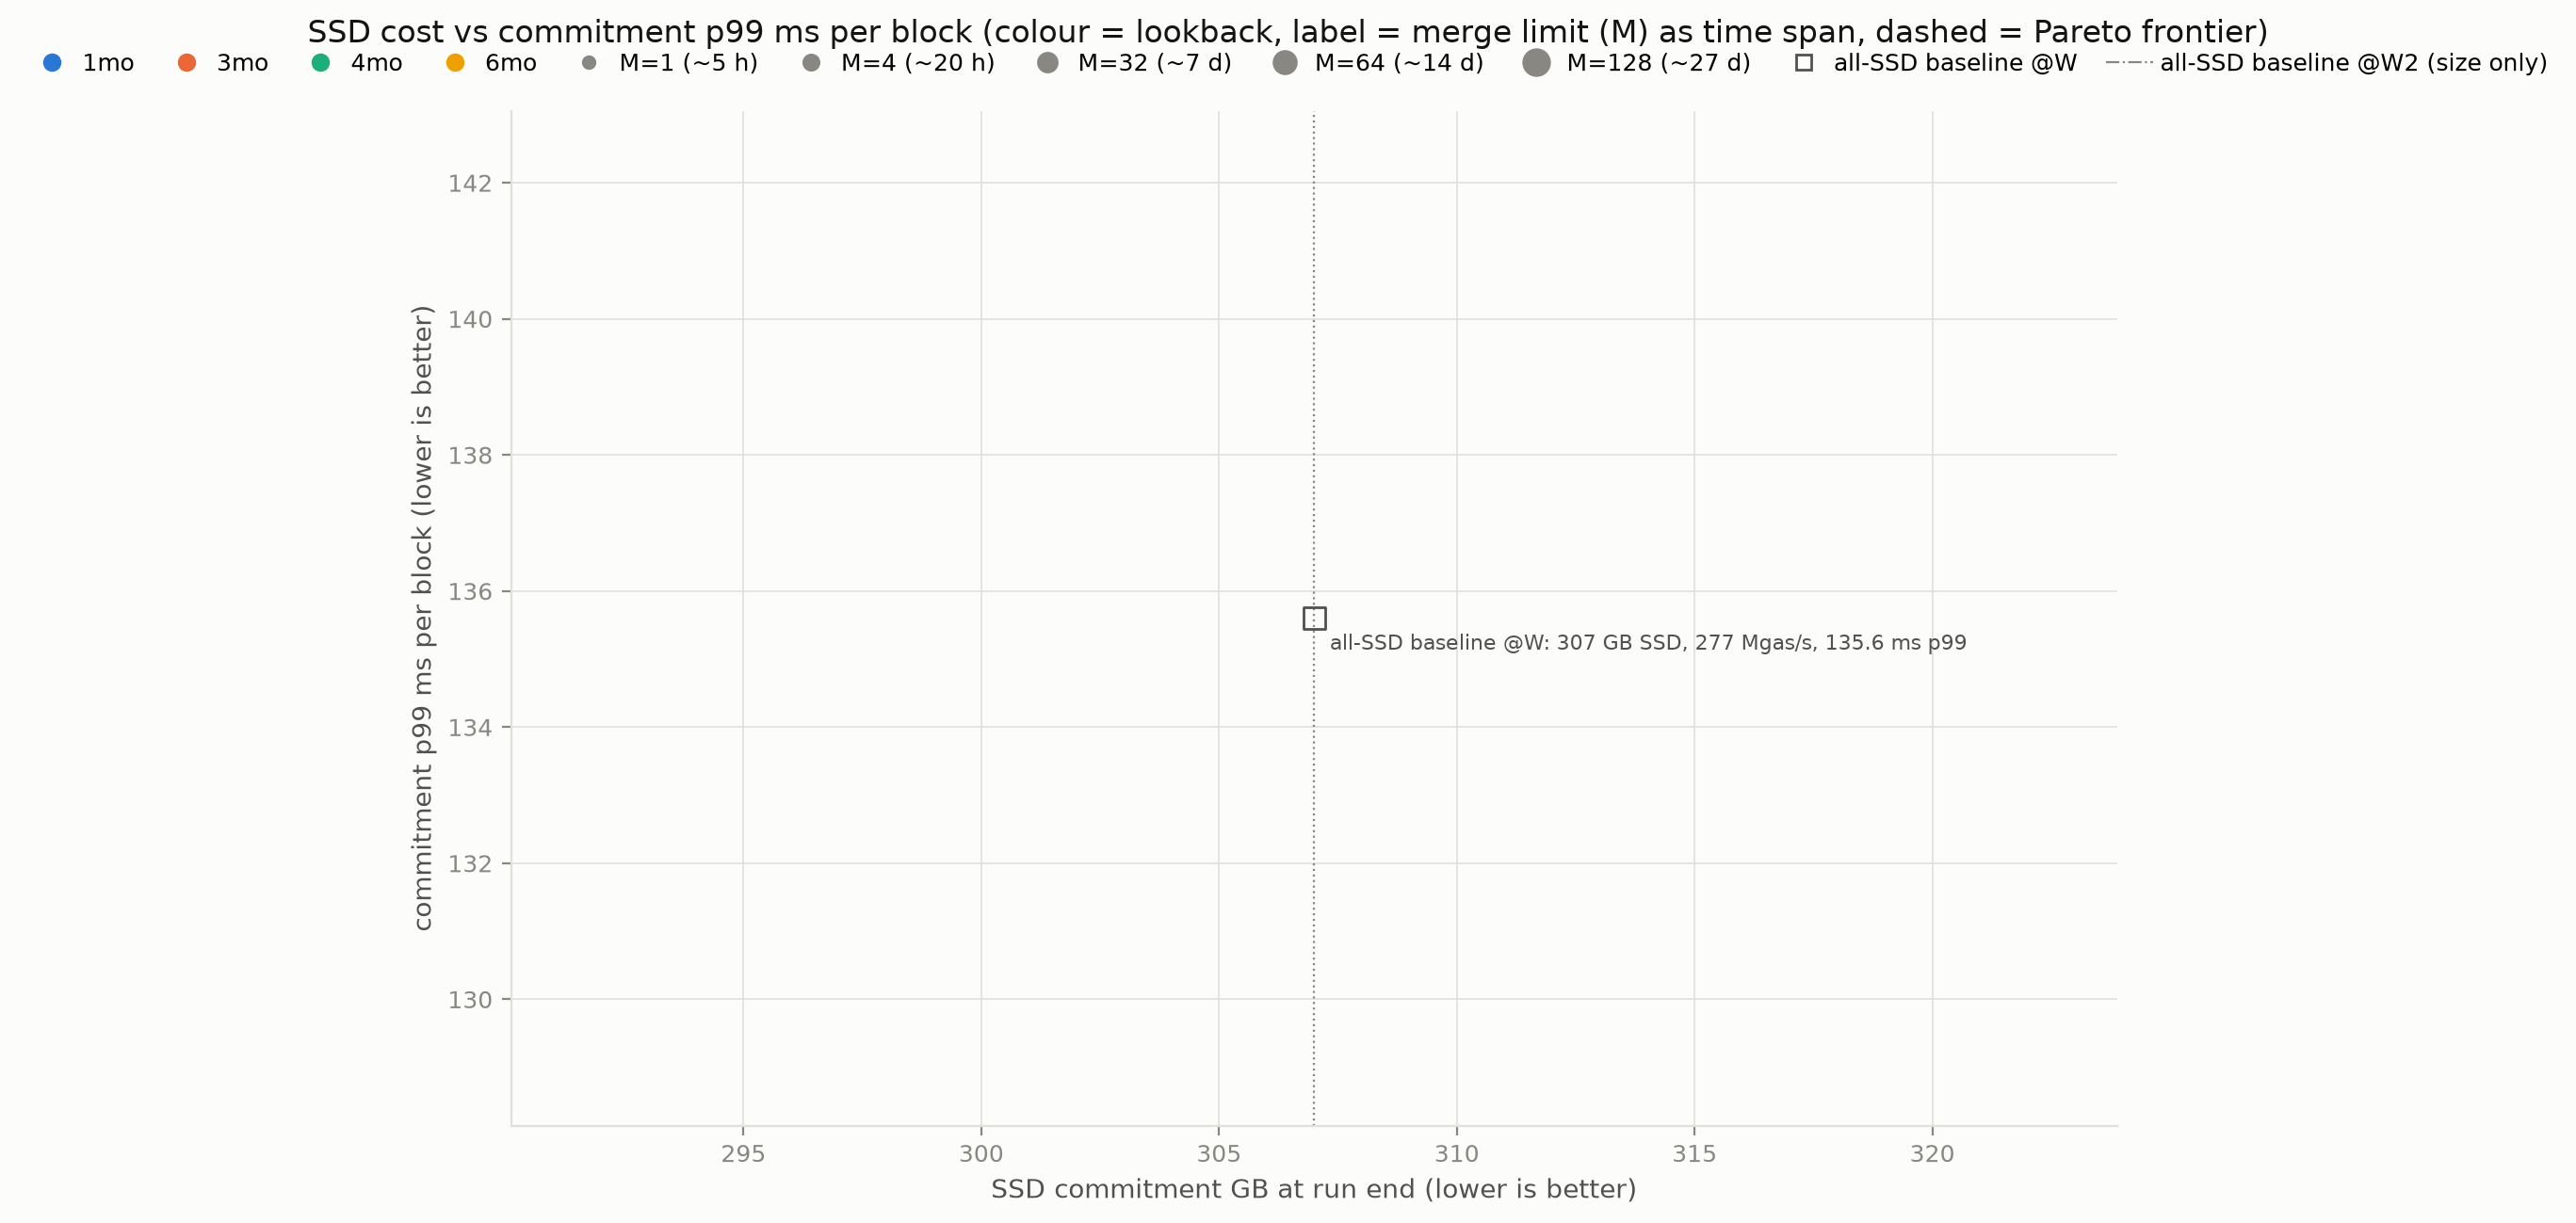 SSD cost vs commitment p99 ms per block (colour = lookback, label = merge limit (M) as time span, dashed = Pareto frontier)
1mo 3mo 4mo 6mo M=1 (~5 h) M=4 (~20 h) M=32 (~7 d) M=64 (~14 d) M=128 (~27 d) all-SSD baseline @W all-SSD baseline @W2 (size only)
commitment p99 ms per block (lower is better)
142
140
138
136
134
132
130
all-SSD baseline @W: 307 GB SSD, 277 Mgas/s, 135.6 ms p99
295 300 305 310 315 320
SSD commitment GB at run end (lower is better)